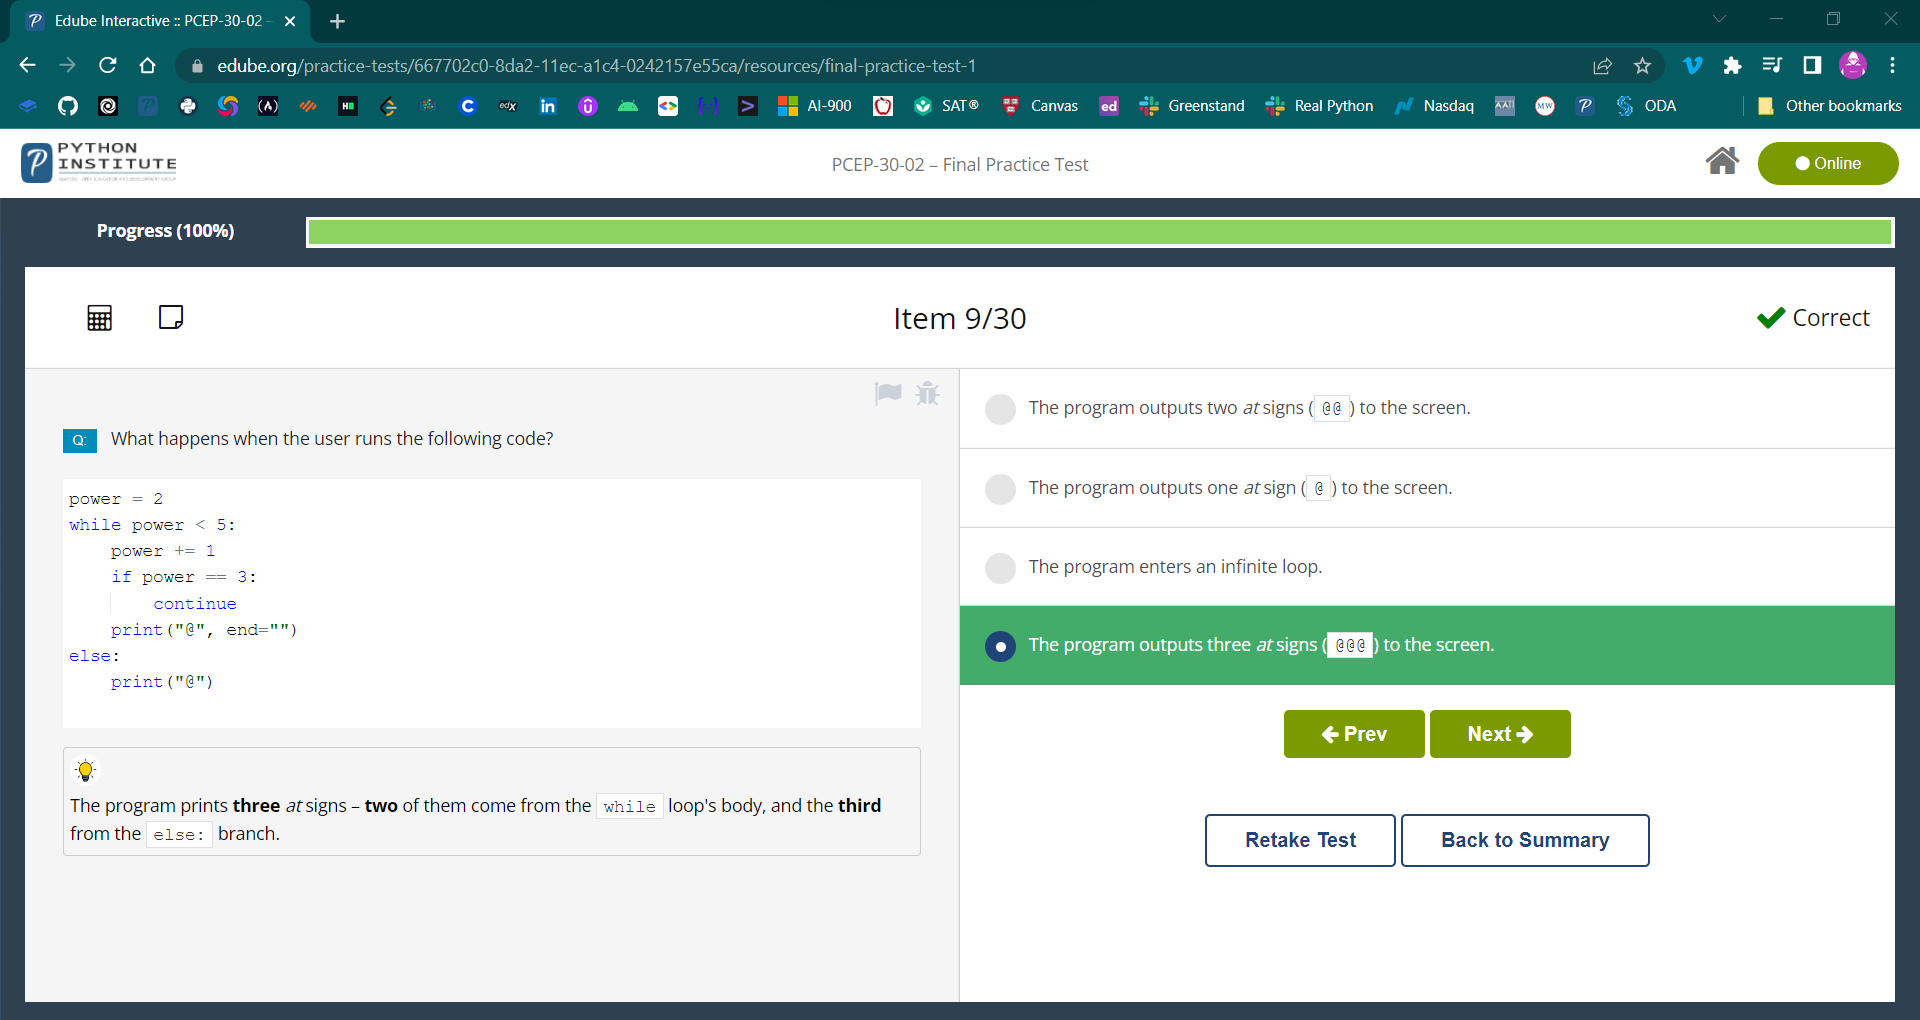 Edube Interactive :: PCEP-30-02 -
edube.org/practice-tests/667702c0-8da2-11ec-a1c4-0242157e55ca/resources/final-practice-test-1
AI-900 SAT® Canvas ed Greenstand Real Python Nasdaq ODA Other bookmarks
PYTHON
INSTITUTE
PCEP-30-02 – Final Practice Test
Online
Progress (100%)
Item 9/30
Correct
Q: What happens when the user runs the following code?
power = 2
while power < 5:
    power += 1
    if power == 3:
        continue
    print("@", end="")
else:
    print("@")
The program prints three at signs – two of them come from the while loop's body, and the third
from the else: branch.
The program outputs two at signs ( @@ ) to the screen.
The program outputs one at sign ( @ ) to the screen.
The program enters an infinite loop.
The program outputs three at signs ( @@@ ) to the screen.
Prev
Next
Retake Test
Back to Summary